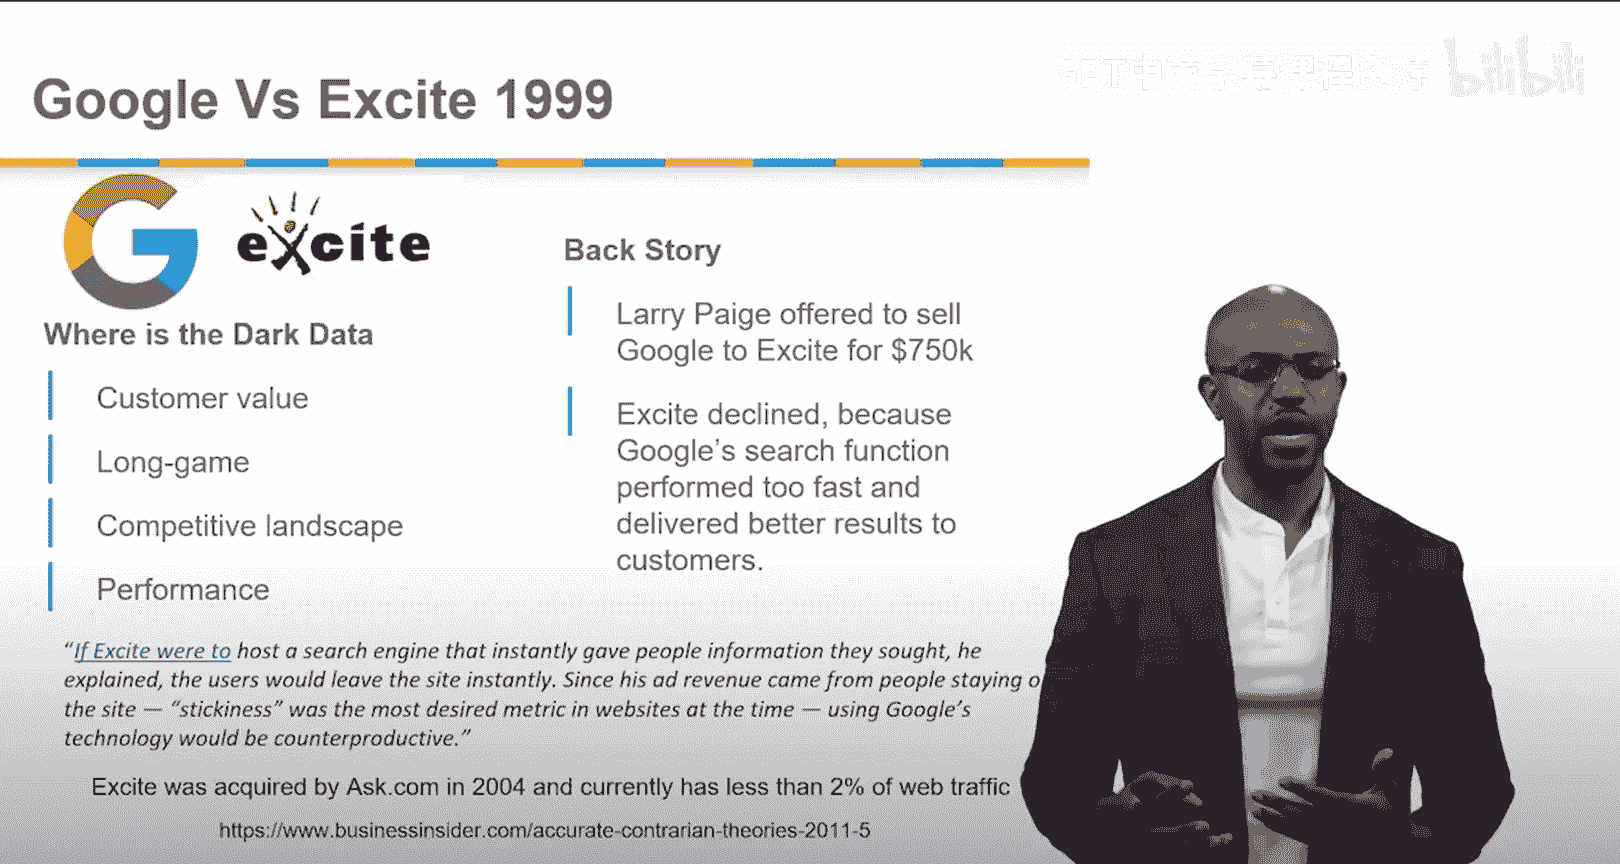 Google Vs Excite 1999
bilibili
excite
Where is the Dark Data
Customer value
Long-game
Competitive landscape
Performance
Back Story
Larry Paige offered to sell
Google to Excite for $750k
Excite declined, because
Google's search function
performed too fast and
delivered better results to
customers.
“If Excite were to host a search engine that instantly gave people information they sought, he
explained, the users would leave the site instantly. Since his ad revenue came from people staying o
the site — “stickiness” was the most desired metric in websites at the time — using Google’s
technology would be counterproductive.”
Excite was acquired by Ask.com in 2004 and currently has less than 2% of web traffic
https://www.businessinsider.com/accurate-contrarian-theories-2011-5